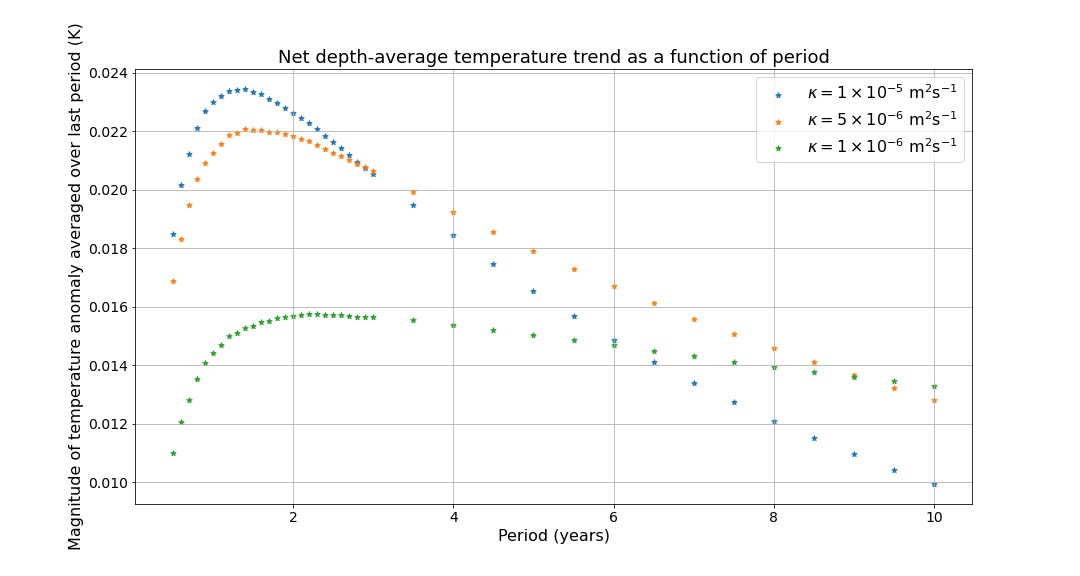 Net depth-average temperature trend as a function of period
Magnitude of temperature anomaly averaged over last period (K)
0.024
0.022
0.020
0.018
0.016
0.014
0.012
0.010
κ = 1 × 10⁻⁵ m²s⁻¹
κ = 5 × 10⁻⁶ m²s⁻¹
κ = 1 × 10⁻⁶ m²s⁻¹
2 4 6 8 10
Period (years)